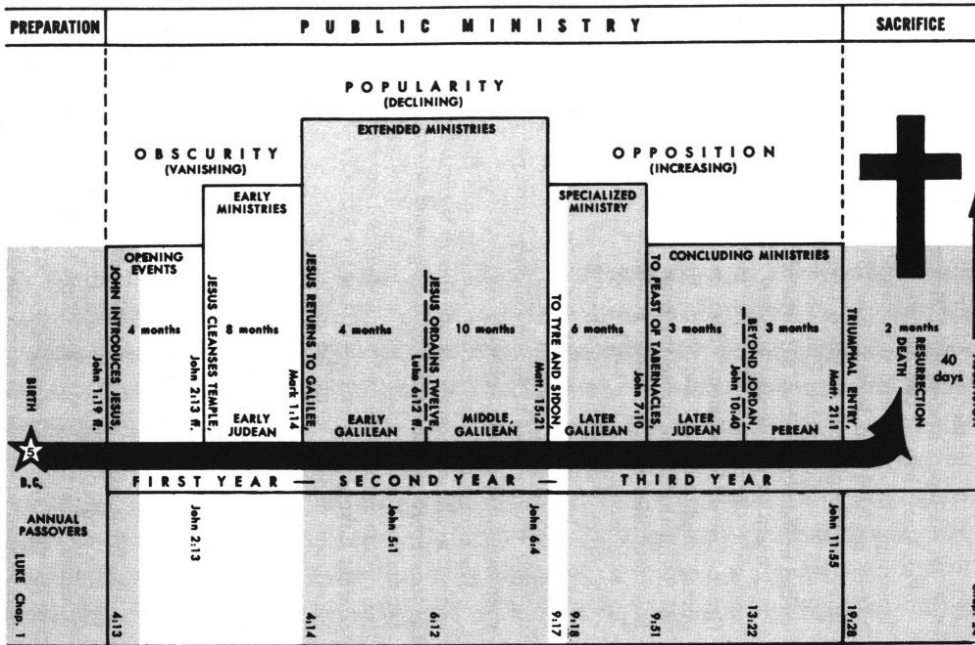 PREPARATION
PUBLIC MINISTRY
SACRIFICE
POPULARITY
(DECLINING)
EXTENDED MINISTRIES
OBSCURITY
(VANISHING)
OPPOSITION
(INCREASING)
EARLY
MINISTRIES
SPECIALIZED
MINISTRY
OPENING
EVENTS
CONCLUDING MINISTRIES
JOHN INTRODUCES JESUS,
John 1:19 ff.
4 months
JESUS CLEANSES TEMPLE,
John 2:13 ff.
8 months
JESUS RETURNS TO GALILEE,
Mark 1:14
4 months
JESUS ORDAINS TWELVE,
Luke 6:12 ff.
10 months
TO TYRE AND SIDON,
Matt. 15:21
6 months
TO FEAST OF TABERNACLES,
John 7:10
3 months
BEYOND JORDAN,
John 10:40
3 months
TRIUMPHAL ENTRY,
Matt. 21:1
2 months
RESURRECTION
DEATH
40
days
BIRTH
5
B.C,
EARLY
JUDEAN
EARLY
GALILEAN
MIDDLE,
GALILEAN
LATER
GALILEAN
LATER
JUDEAN
PEREAN
FIRST YEAR — SECOND YEAR — THIRD YEAR
ANNUAL
PASSOVERS
John 2:13
John 5:1
John 6:4
John 11:55
LUKE Chap. 1
4:13
4:14
6:12
9:17
9:18
9:51
13:22
19:28